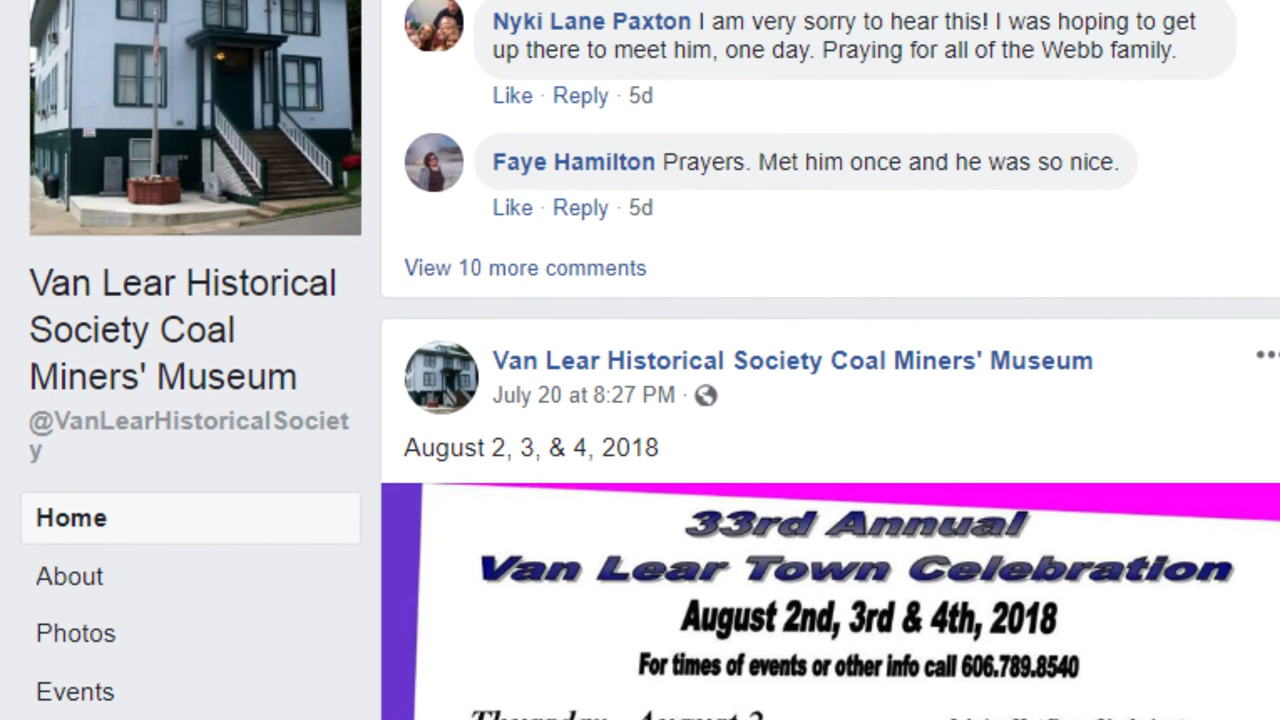 Nyki Lane Paxton I am very sorry to hear this! I was hoping to get
up there to meet him, one day. Praying for all of the Webb family.
Like · Reply · 5d
Faye Hamilton Prayers. Met him once and he was so nice.
Like · Reply · 5d
View 10 more comments
Van Lear Historical
Society Coal
Miners' Museum
@VanLearHistoricalSociet
y
Home
About
Photos
Events
Van Lear Historical Society Coal Miners' Museum
July 20 at 8:27 PM ·
August 2, 3, & 4, 2018
33rd Annual
Van Lear Town Celebration
August 2nd, 3rd & 4th, 2018
For times of events or other info call 606.789.8540
Thursday August 2